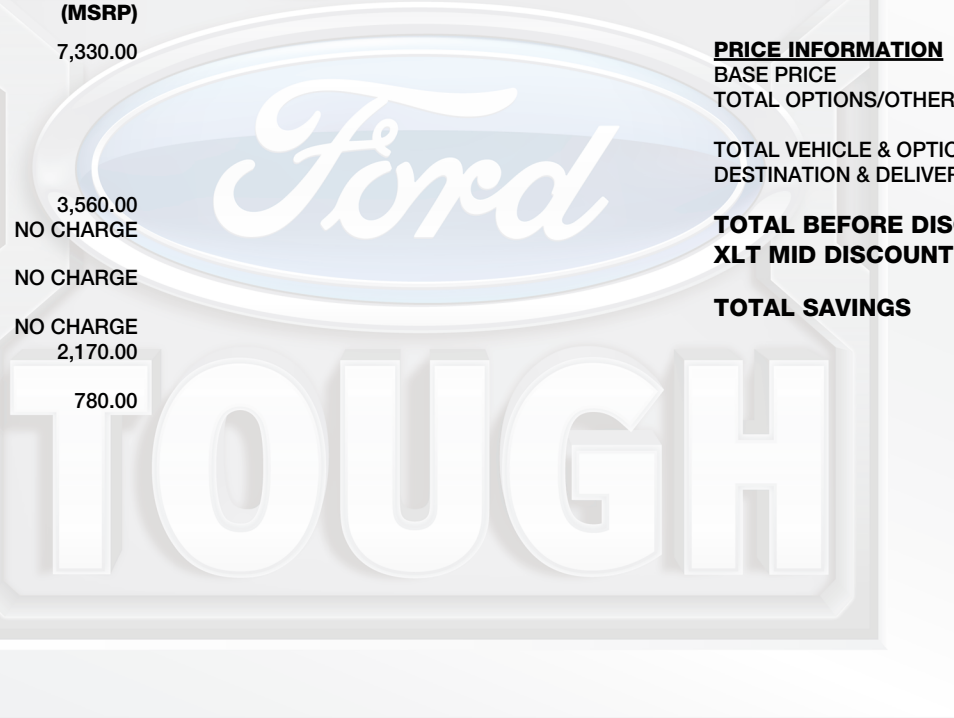 (MSRP)
7,330.00
3,560.00
NO CHARGE
NO CHARGE
NO CHARGE
2,170.00
780.00
PRICE INFORMATION
BASE PRICE
TOTAL OPTIONS/OTHER
TOTAL VEHICLE & OPTIO
DESTINATION & DELIVER
TOTAL BEFORE DIS
XLT MID DISCOUNT
TOTAL SAVINGS
Ford
TOUGH